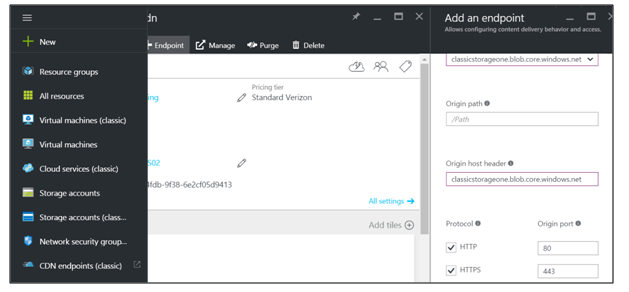 dn
Add an endpoint
Allows configuring content delivery behavior and access.
New
Endpoint
Manage
Purge
Delete
Resource groups
All resources
Virtual machines (classic)
Virtual machines
Cloud services (classic)
Storage accounts
Storage accounts (class...
Network security group...
CDN endpoints (classic)
Pricing tier
Standard Verizon
ing
S02
fdb-9f38-6e2cf05d9413
All settings →
Add tiles
classicstorageone.blob.core.windows.net
Origin path
/Path
Origin host header
classicstorageone.blob.core.windows.net
Protocol
Origin port
HTTP
80
HTTPS
443